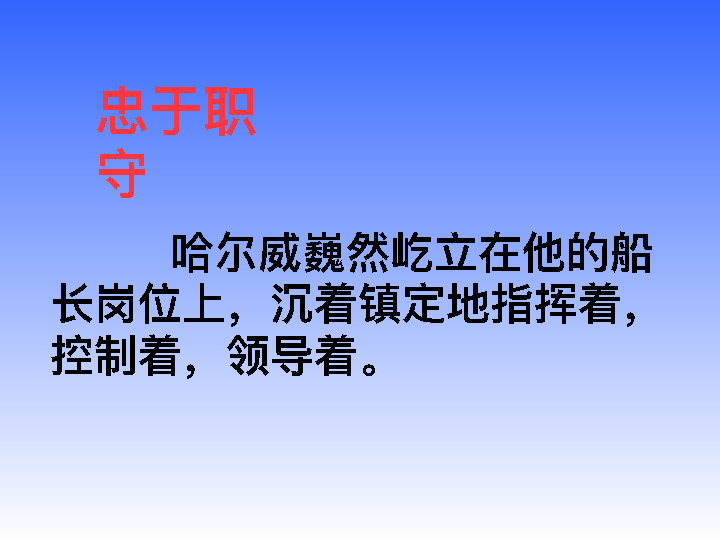 忠于职
守
哈尔威巍然屹立在他的船
长岗位上，沉着镇定地指挥着，
控制着，领导着。